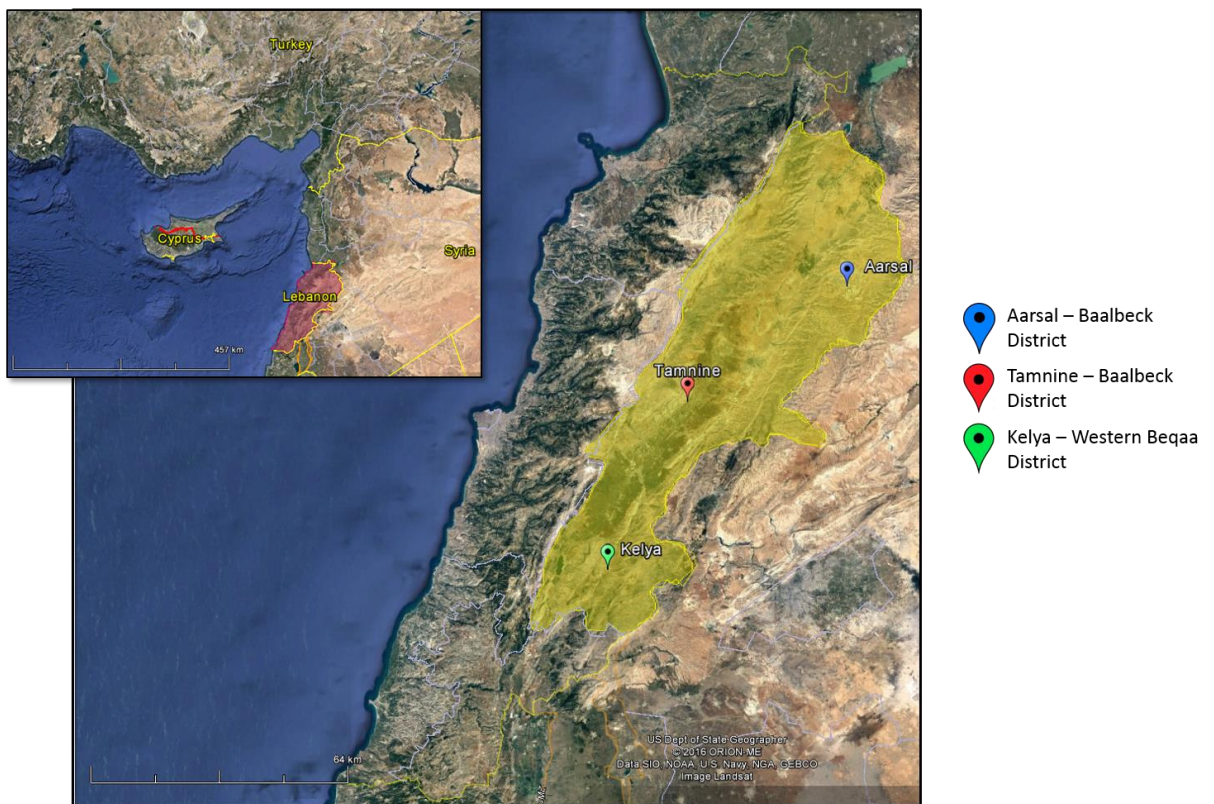 Turkey
Cyprus
Syria
Lebanon
457 km
Aarsal
Tamnine
Kelya
64 km
US Dept of State Geographer
© 2016 ORION-ME
Data SIO, NOAA, U.S. Navy, NGA, GEBCO
Image Landsat
Aarsal – Baalbeck
District
Tamnine – Baalbeck
District
Kelya – Western Beqaa
District